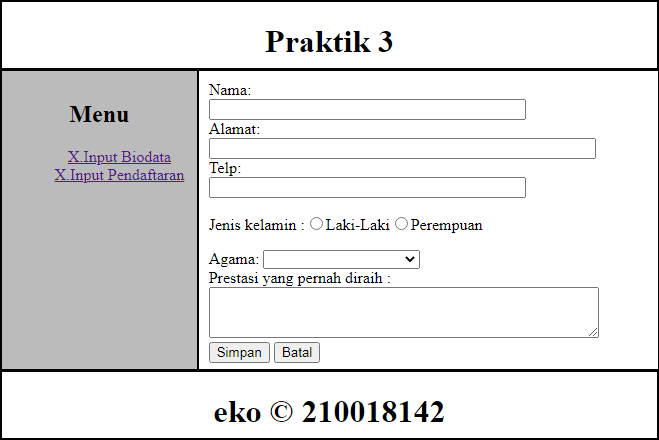 Praktik 3
Menu
X.Input Biodata
X.Input Pendaftaran
Nama:
Alamat:
Telp:
Jenis kelamin : Laki-Laki Perempuan
Agama:
Prestasi yang pernah diraih :
Simpan Batal
eko © 210018142